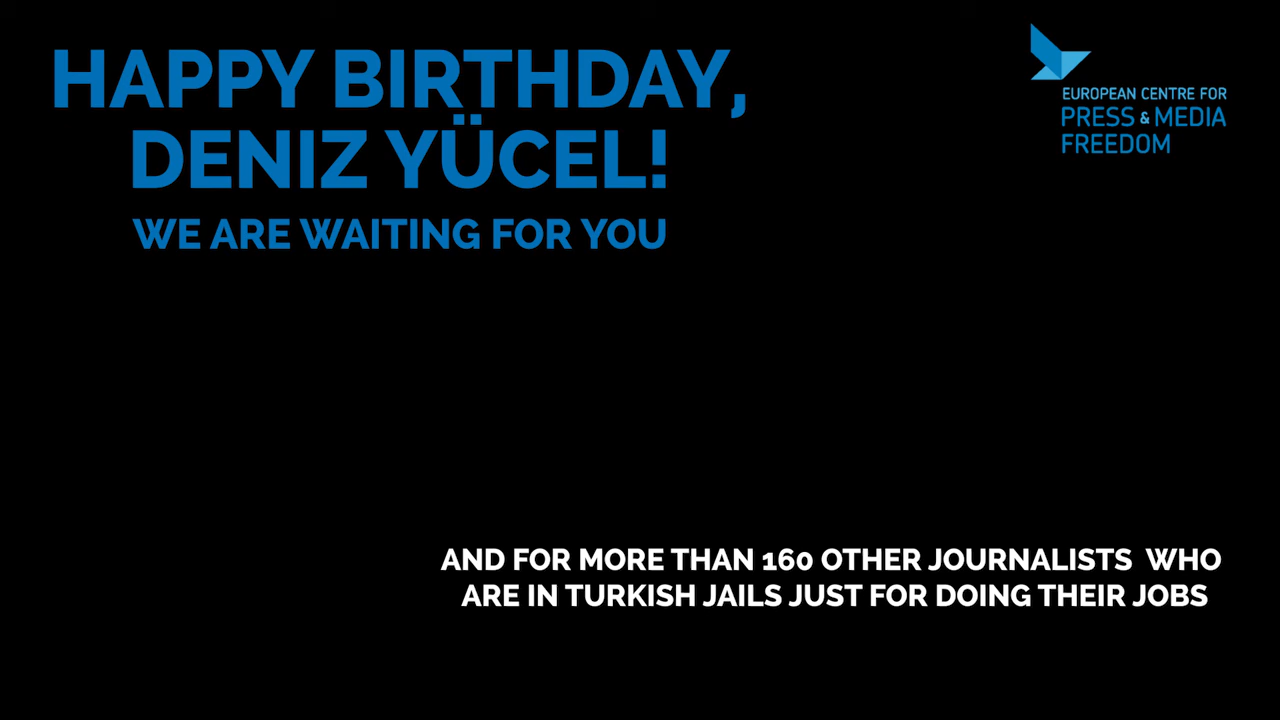 HAPPY BIRTHDAY,
DENIZ YÜCEL!
WE ARE WAITING FOR YOU
EUROPEAN CENTRE FOR
PRESS & MEDIA
FREEDOM
AND FOR MORE THAN 160 OTHER JOURNALISTS WHO
ARE IN TURKISH JAILS JUST FOR DOING THEIR JOBS